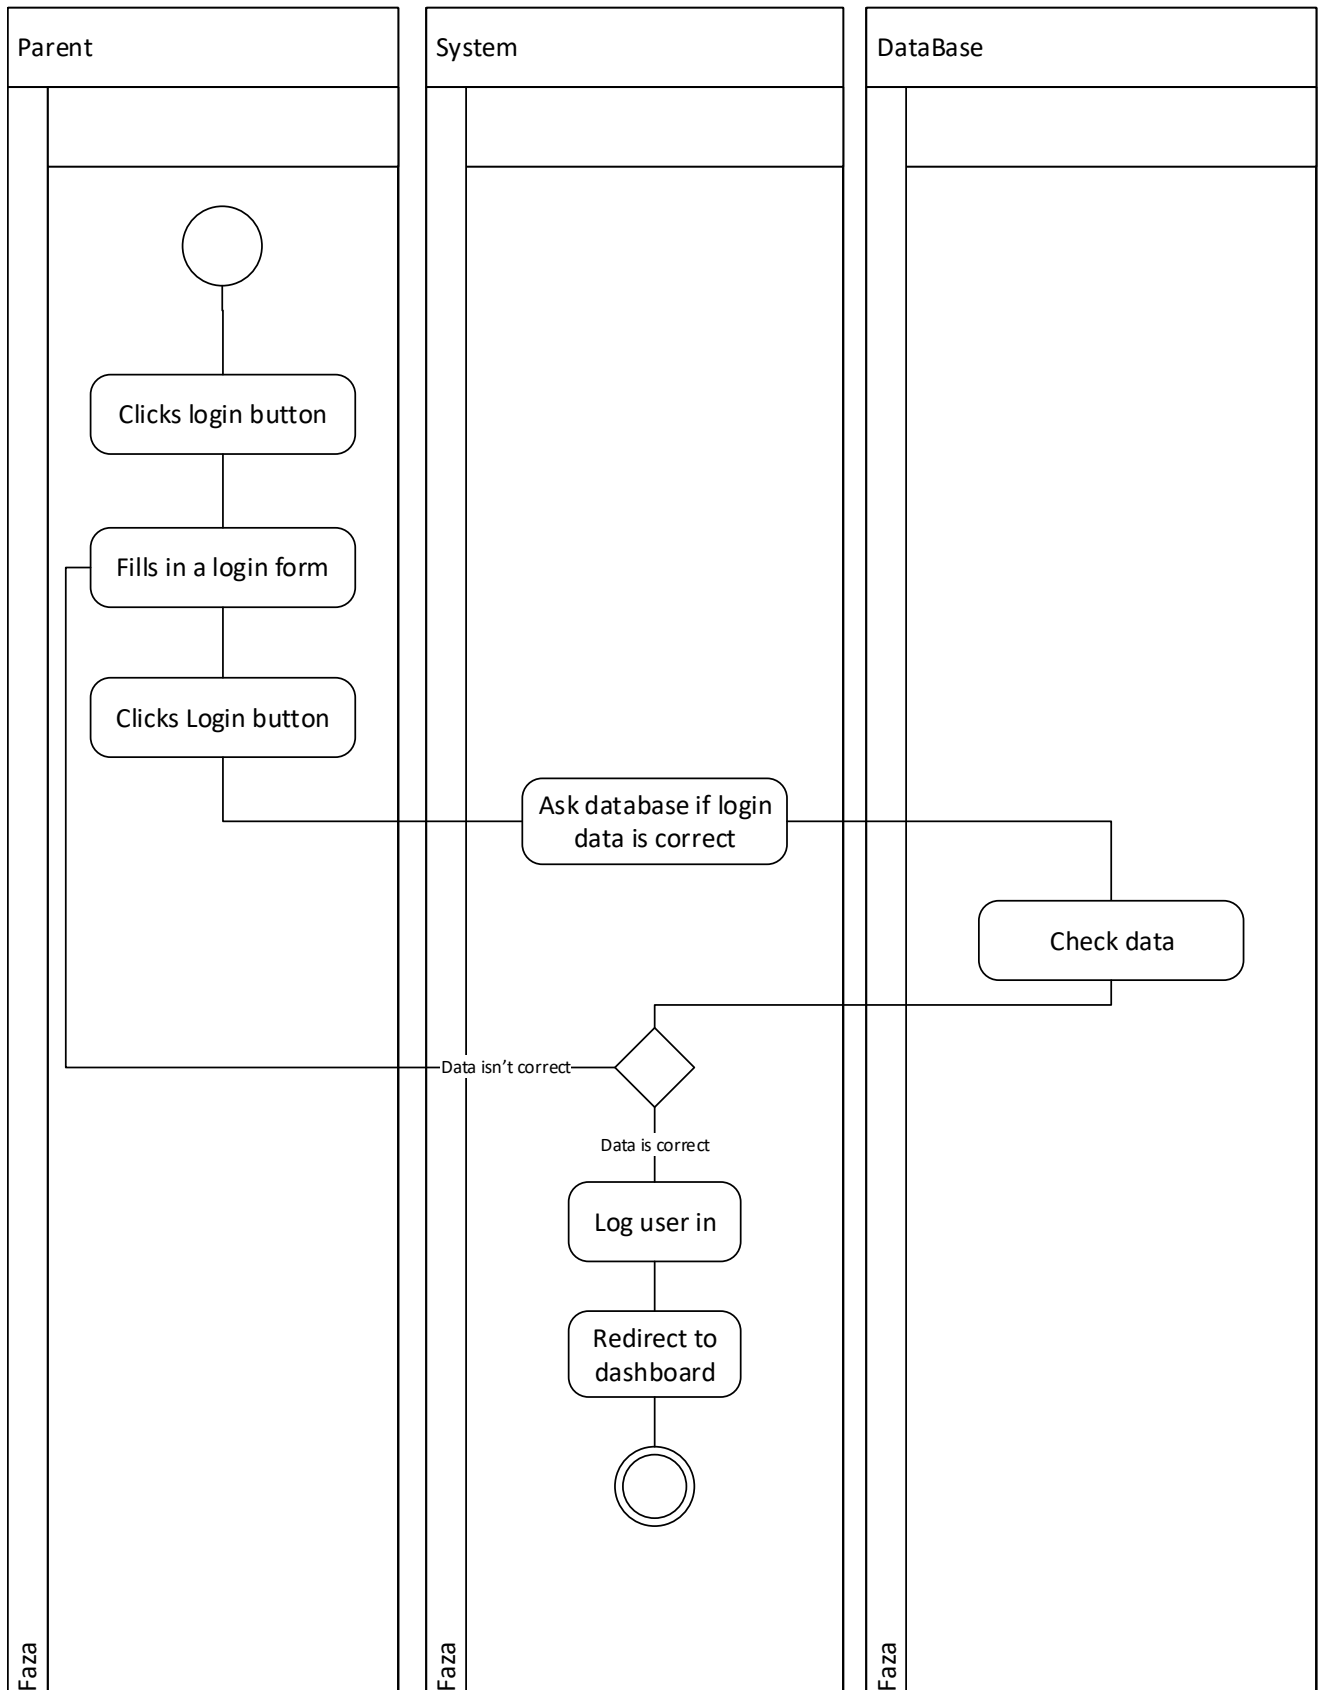 Parent
System
DataBase
Clicks login button
Fills in a login form
Clicks Login button
Ask database if login
data is correct
Check data
Data isn't correct
Data is correct
Log user in
Redirect to
dashboard
Faza
Faza
Faza